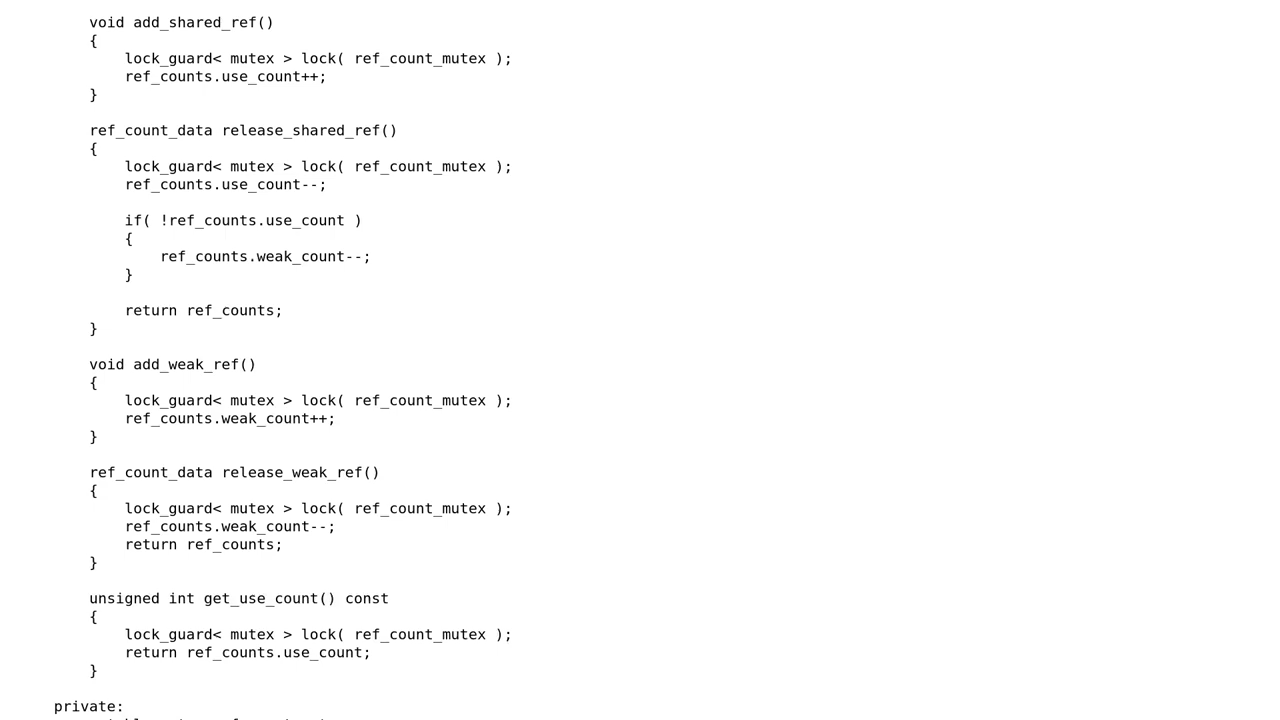 void add_shared_ref()
{
lock_guard< mutex > lock( ref_count_mutex );
ref_counts.use_count++;
}
ref_count_data release_shared_ref()
{
lock_guard< mutex > lock( ref_count_mutex );
ref_counts.use_count--;
if( !ref_counts.use_count )
{
ref_counts.weak_count--;
}
return ref_counts;
}
void add_weak_ref()
{
lock_guard< mutex > lock( ref_count_mutex );
ref_counts.weak_count++;
}
ref_count_data release_weak_ref()
{
lock_guard< mutex > lock( ref_count_mutex );
ref_counts.weak_count--;
return ref_counts;
}
unsigned int get_use_count() const
{
lock_guard< mutex > lock( ref_count_mutex );
return ref_counts.use_count;
}
private: